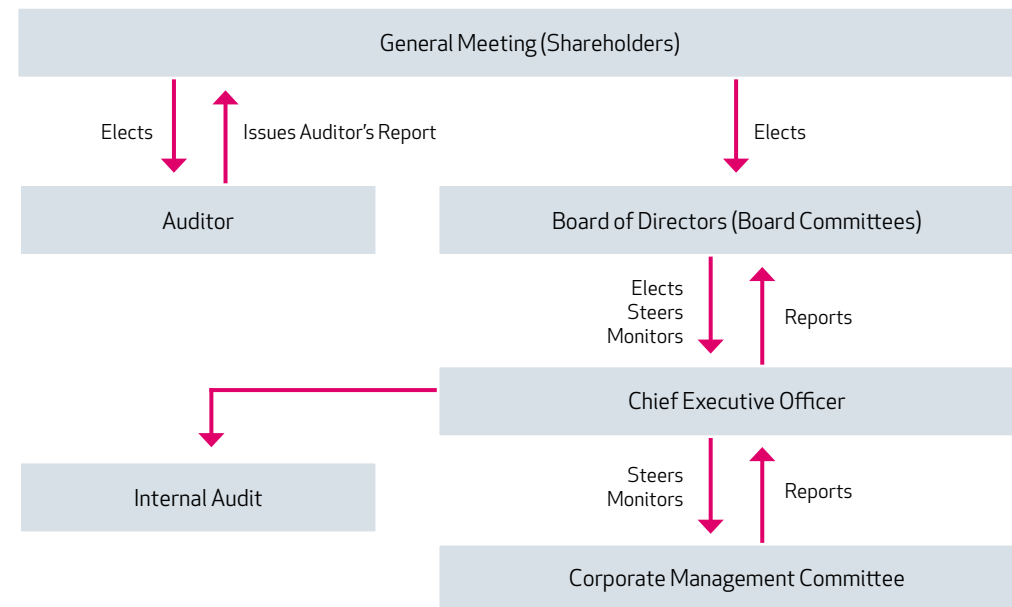 General Meeting (Shareholders)
Elects
Issues Auditor's Report
Elects
Auditor
Board of Directors (Board Committees)
Elects
Steers
Monitors
Reports
Chief Executive Officer
Internal Audit
Steers
Monitors
Reports
Corporate Management Committee